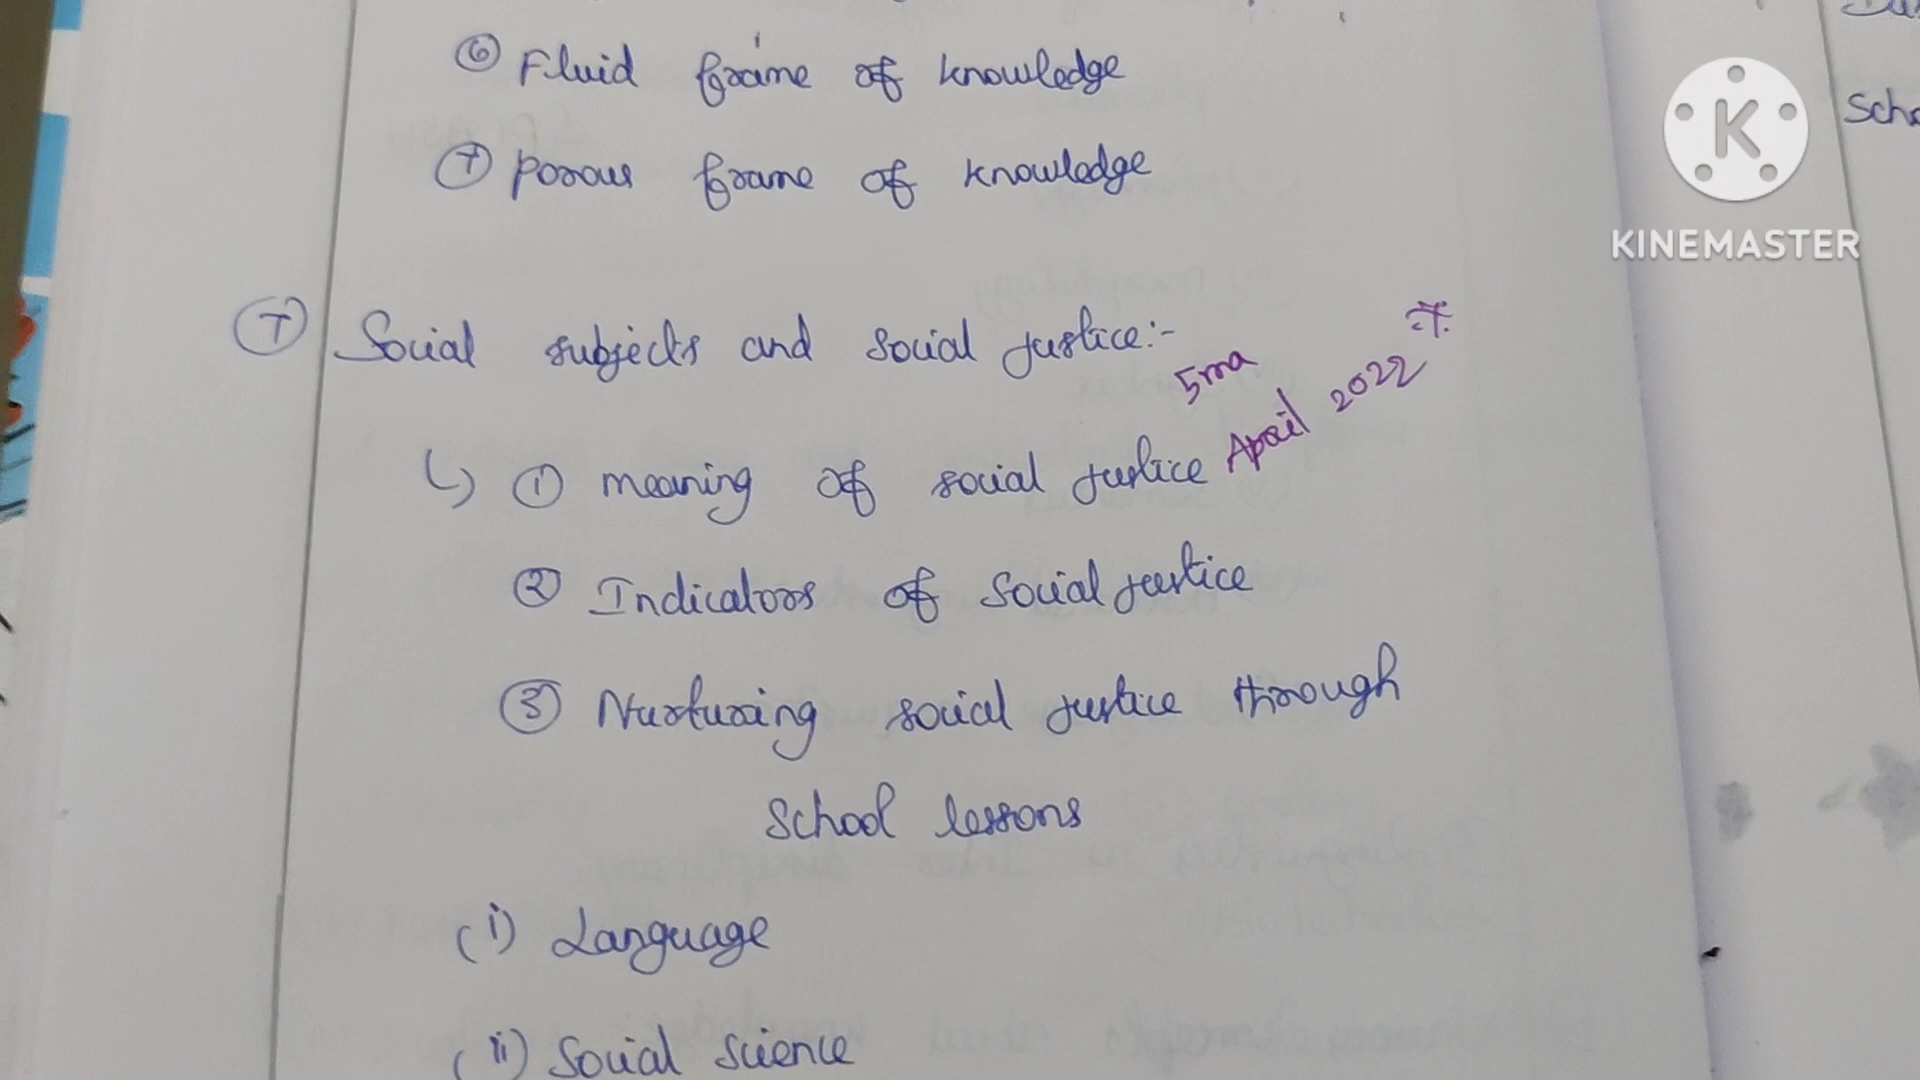 ⑥ Fluid frame of knowledge
⑦ Porous frame of knowledge
⑦ Social subjects and social justice:-
① meaning of social justice
5ma
April 2022
② Indicators of Social justice
③ Nurturing social justice through
School lessons
(i) Language
(ii) Social science
K
KINEMASTER